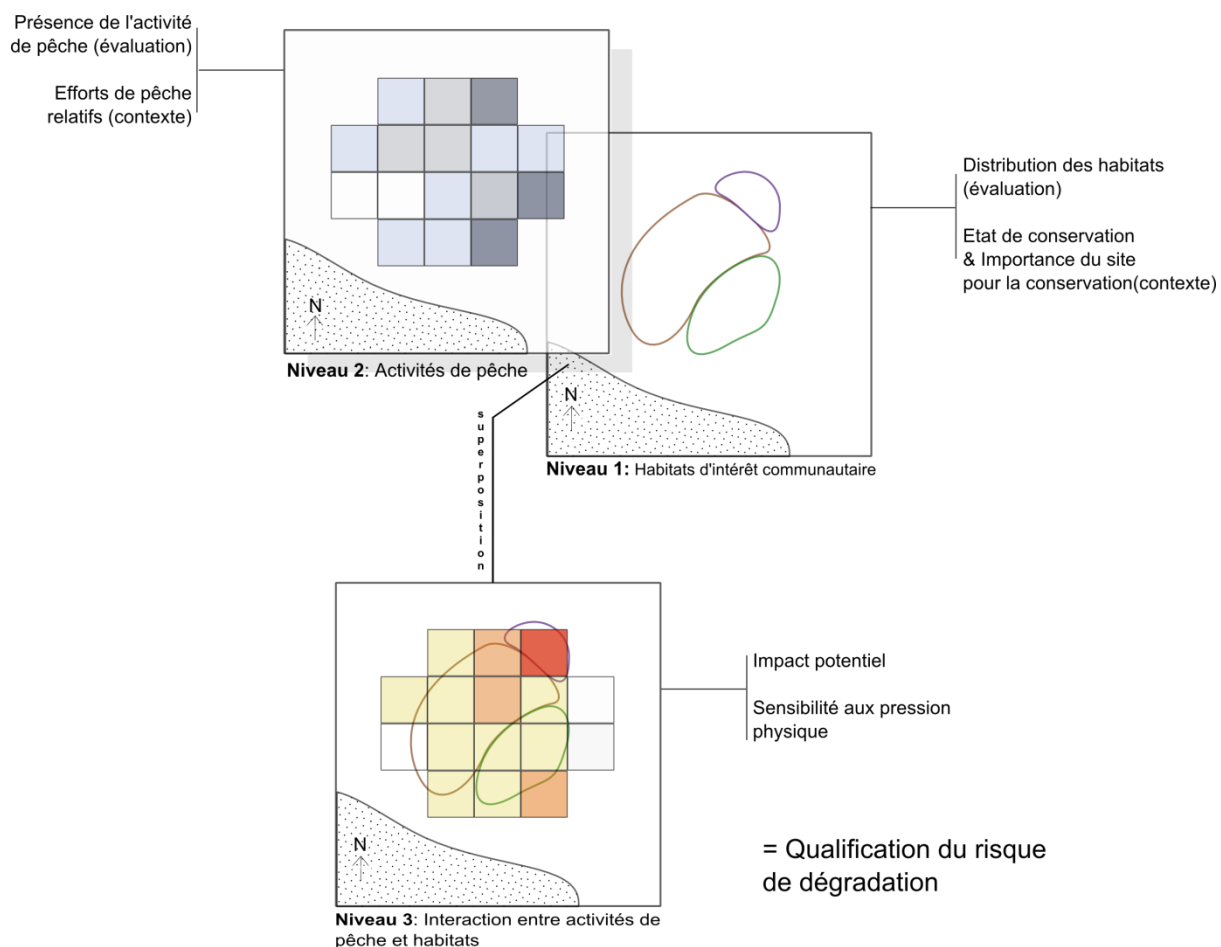 Présence de l'activité
de pêche (évaluation)
Efforts de pêche
relatifs (contexte)
N
Niveau 2: Activités de pêche
Distribution des habitats
(évaluation)
Etat de conservation
& Importance du site
pour la conservation(contexte)
N
Niveau 1: Habitats d'intérêt communautaire
superposition
Impact potentiel
Sensibilité aux pression
physique
N
Niveau 3: Interaction entre activités de
pêche et habitats
= Qualification du risque
de dégradation